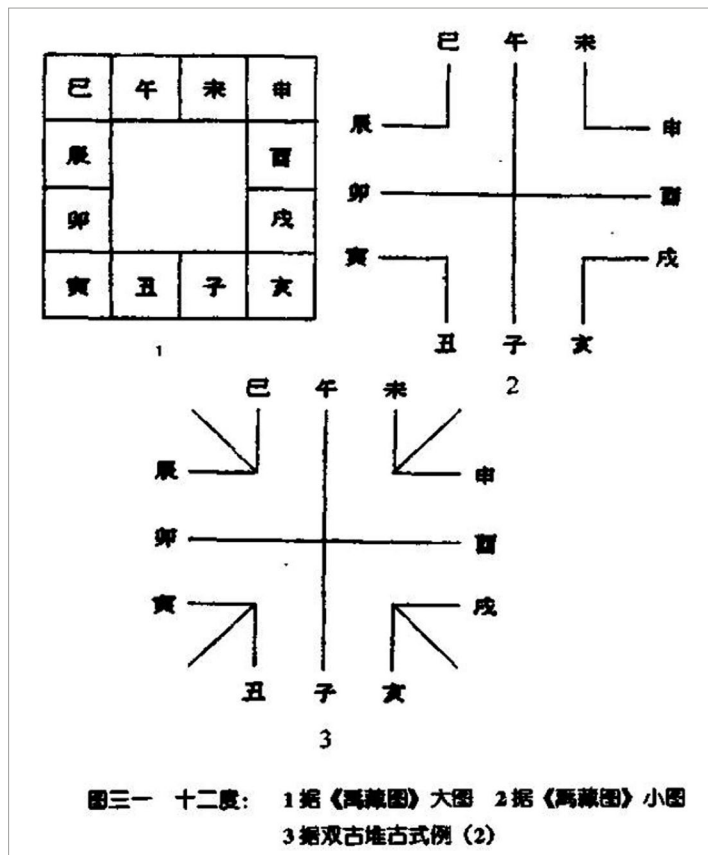 巳 午 未 申
辰 酉
卯 戌
寅 丑 子 亥
1
巳 午 未
辰 申
卯 酉
寅 戌
丑 子 亥
2
巳 午 未
辰 申
卯 酉
寅 戌
丑 子 亥
3
图三一 十二度： 1据《禹藏图》大图 2据《禹藏图》小图
3据双古堆古式例（2）